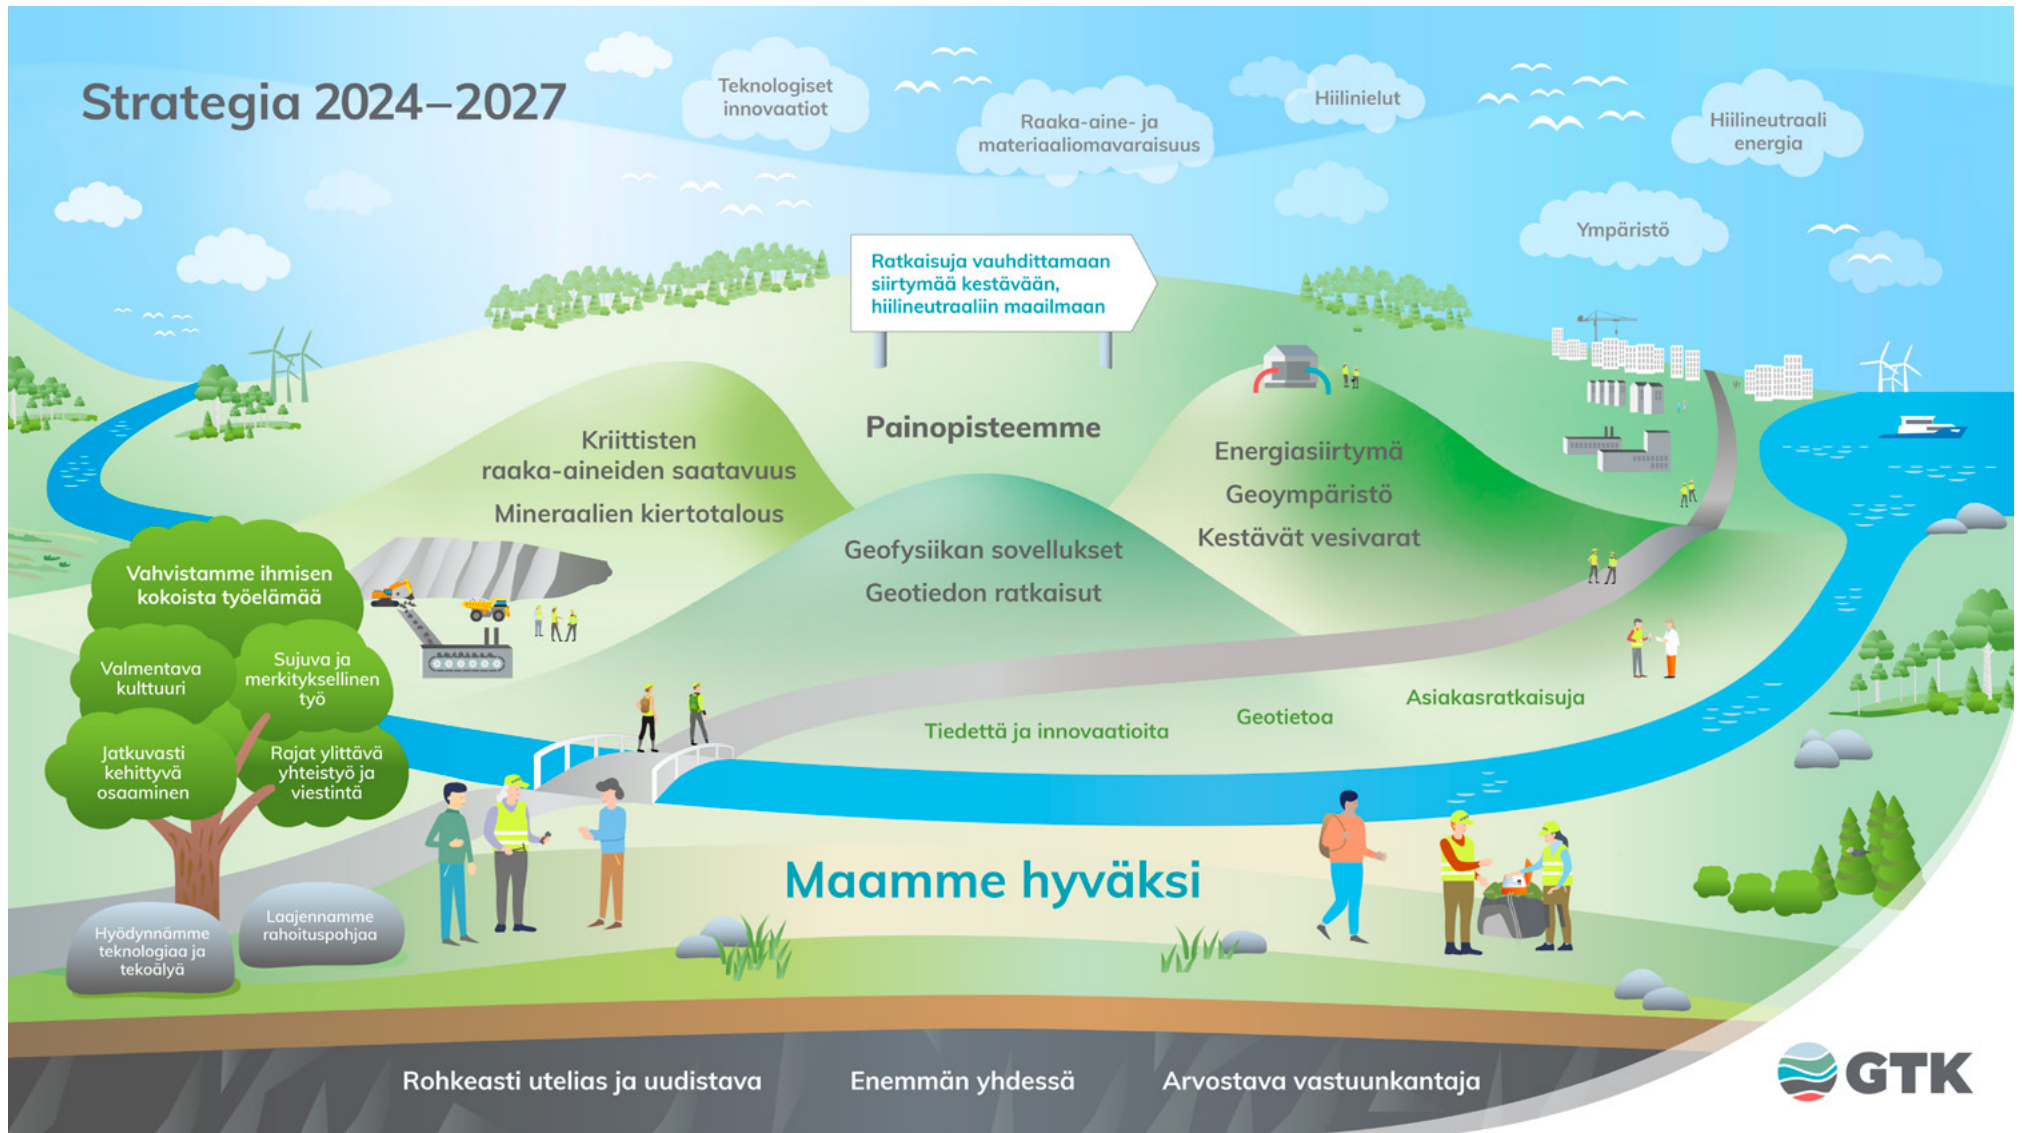 Strategia 2024–2027
Teknologiset
innovaatiot
Raaka-aine- ja
materiaaliomavaraisuus
Hiilinielut
Hiilineutraali
energia
Ympäristö
Ratkaisuja vauhdittamaan
siirtymää kestävään,
hiilineutraaliin maailmaan
Painopisteemme
Kriittisten
raaka-aineiden saatavuus
Mineraalien kiertotalous
Geofysiikan sovellukset
Geotiedon ratkaisut
Energiasiirtymä
Geoympäristö
Kestävät vesivarat
Vahvistamme ihmisen
kokoista työelämää
Valmentava
kulttuuri
Sujuva ja
merkityksellinen
työ
Jatkuvasti
kehittyvä
osaaminen
Rajat ylittävä
yhteistyö ja
viestintä
Tiedettä ja innovaatioita
Geotietoa
Asiakasratkaisuja
Maamme hyväksi
Hyödynnämme
teknologiaa ja
tekoälyä
Laajennamme
rahoituspohjaa
Rohkeasti utelias ja uudistava
Enemmän yhdessä
Arvostava vastuunkantaja
GTK